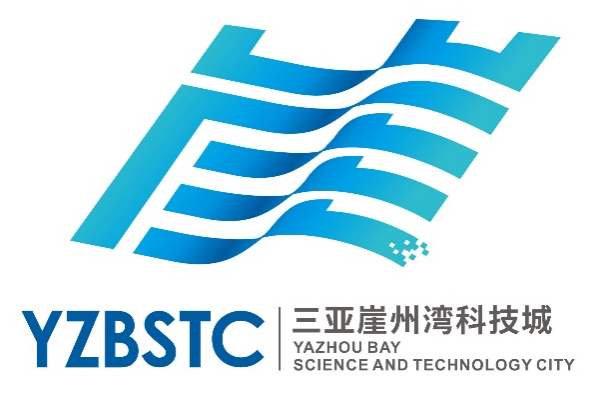 YZBSTC
三亚崖州湾科技城
YAZHOU BAY
SCIENCE AND TECHNOLOGY CITY